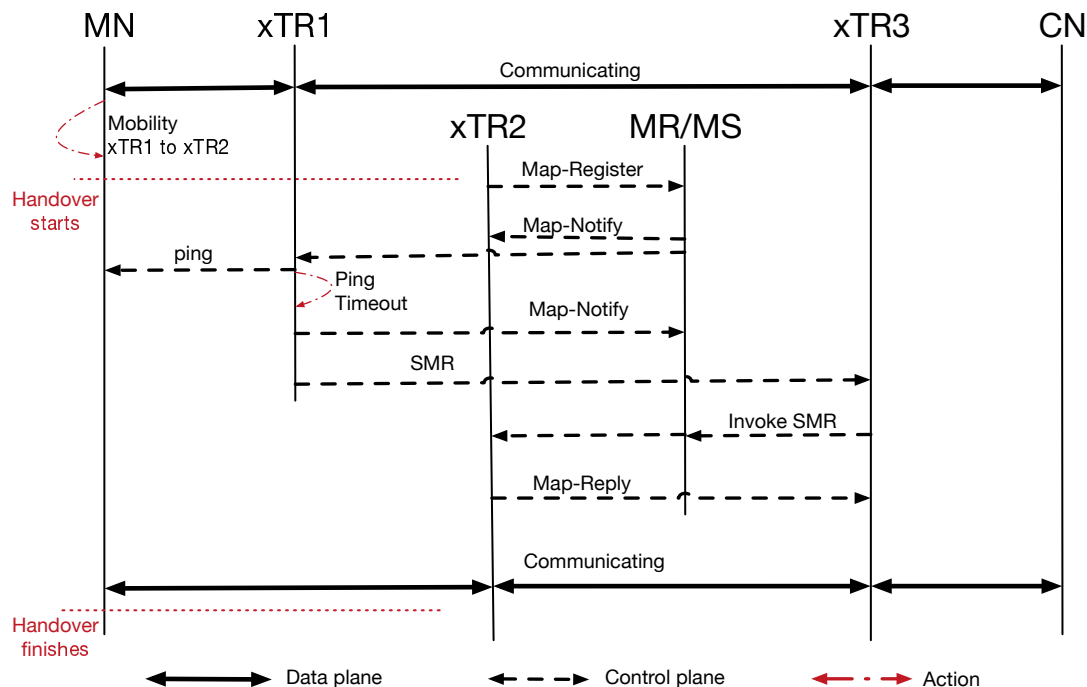 MN
xTR1
xTR3
CN
Communicating
Mobility
xTR1 to xTR2
xTR2
MR/MS
Map-Register
Handover
starts
Map-Notify
ping
Ping
Timeout
Map-Notify
SMR
Invoke SMR
Map-Reply
Communicating
Handover
finishes
Data plane
Control plane
Action